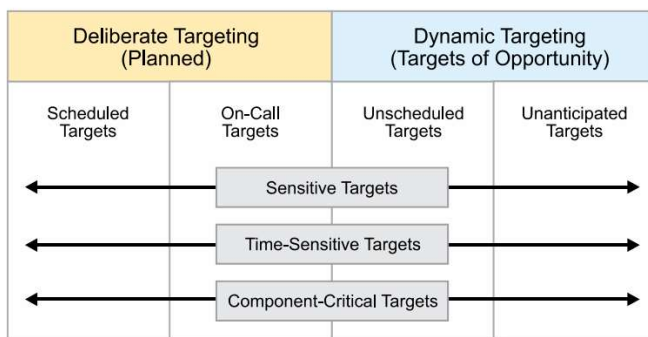 Deliberate Targeting
(Planned)
Dynamic Targeting
(Targets of Opportunity)
Scheduled
Targets
On-Call
Targets
Unscheduled
Targets
Unanticipated
Targets
Sensitive Targets
Time-Sensitive Targets
Component-Critical Targets